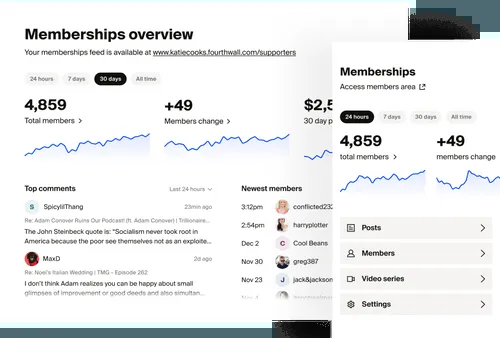 Memberships overview
Your memberships feed is available at www.katiecooks.fourthwall.com/supporters
24 hours
7 days
30 days
All time
4,859
Total members >
+49
Members change >
$2,5
30 day p
Top comments
Last 24 hours
S
SpicylilThang
23min ago
Re: Adam Conover Ruins Our Podcast! (ft. Adam Conover) | Trillionaire...
The John Steinbeck quote is: "Socialism never took root in
America because the poor see themselves not as an exploite...
MaxD
2d ago
Re: Noel's Italian Wedding | TMG - Episode 262
I don't think Adam realizes you can be happy about small
glimpses of improvement or good deeds and also simultan...
Newest members
3:12pm
conflicted232
2:54pm
harryplotter
Dec 2
C
Cool Beans
Nov 30
greg387
Nov 23
J
jack&jackson
Nov 4
Memberships
Access members area
24 hours
7 days
30 days
All time
4,859
total members >
+49
members change
Posts
Members
Video series
Settings